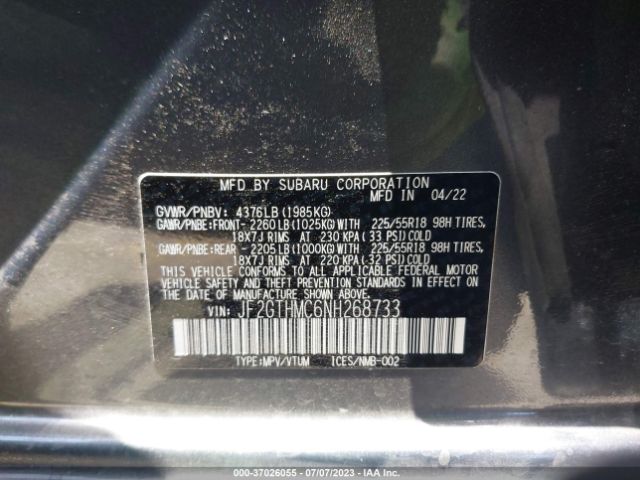 MFD BY SUBARU CORPORATION
MFD IN 04/22
GVWR/PNBV: 4376LB (1985KG)
GAWR/PNBE:FRONT- 2260LB(1025KG)WITH 225/55R18 98H TIRES,
18X7J RIMS AT 230 KPA (33 PSI)COLD
GAWR/PNBE:REAR - 2205LB(1000KG)WITH 225/55R18 98H TIRES,
18X7J RIMS AT 220 KPA(32 PSI)COLD
THIS VEHICLE CONFORMS TO ALL APPLICABLE FEDERAL MOTOR
VEHICLE SAFETY AND THEFT PREVENTION STANDARDS IN EFFECT
ON THE DATE OF MANUFACTURE SHOWN ABOVE.
VIN: JF2GTHMC6NH268733
TYPE:MPV/VTUM ICES/NMB-002
000-37026055 — 07/07/2023 — IAA Inc.